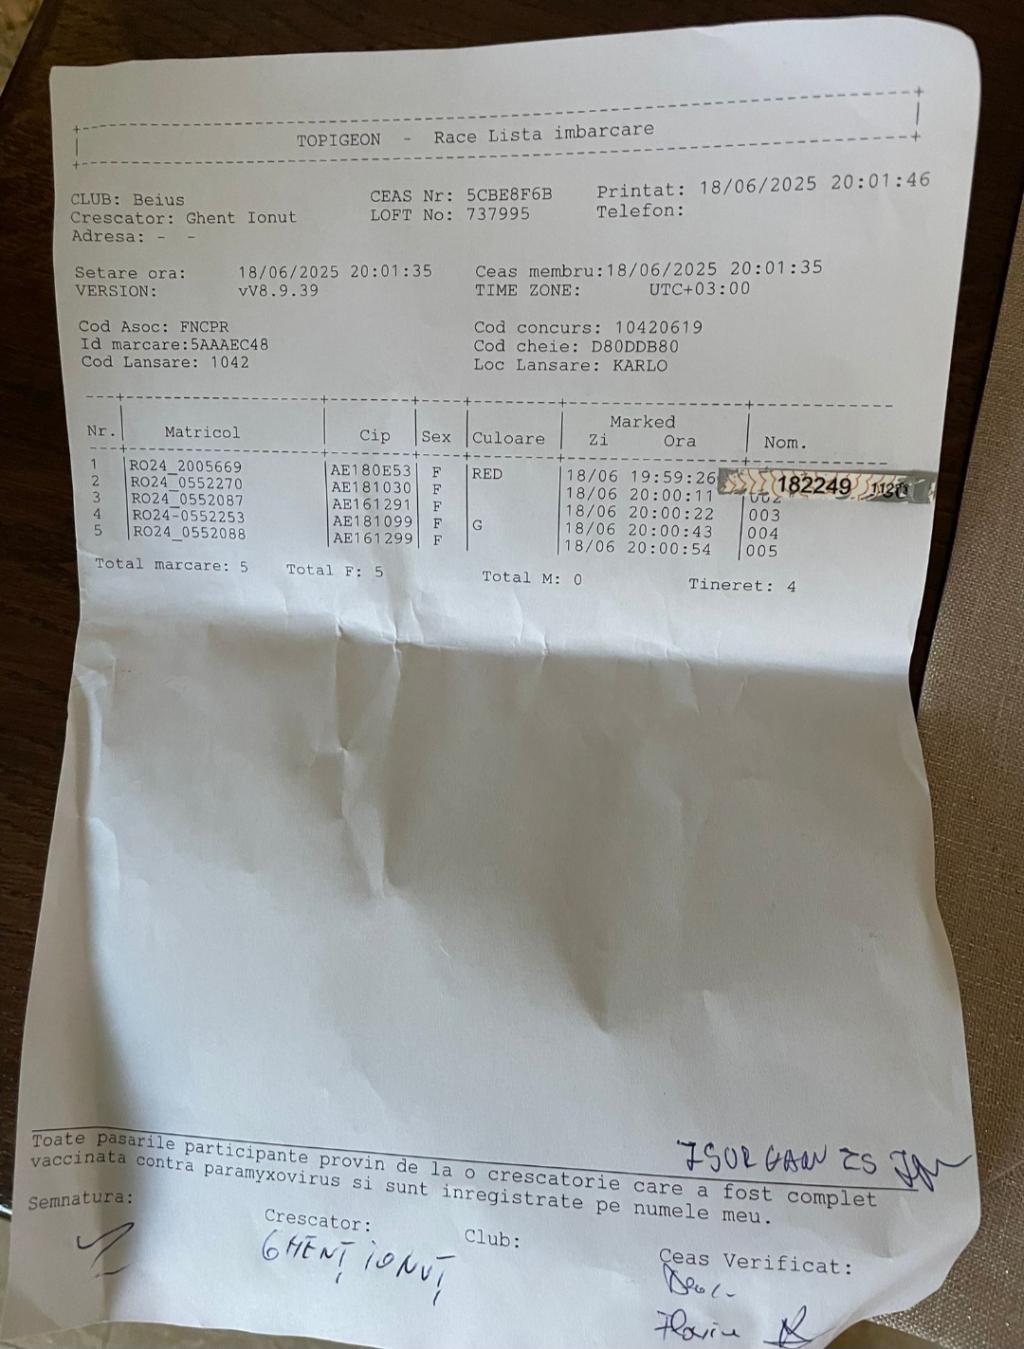 TOPIGEON - Race Lista imbarcare
CLUB: Beius CEAS Nr: 5CBE8F6B Printat: 18/06/2025 20:01:46
Crescator: Ghent Ionut LOFT No: 737995 Telefon:
Adresa: - -
Setare ora: 18/06/2025 20:01:35 Ceas membru:18/06/2025 20:01:35
VERSION: vV8.9.39 TIME ZONE: UTC+03:00
Cod Asoc: FNCPR Cod concurs: 10420619
Id marcare:5AAAEC48 Cod cheie: D80DDB80
Cod Lansare: 1042 Loc Lansare: KARLO
Marked
Nr. Matricol Cip Sex Culoare Zi Ora Nom.
1 RO24_2005669 AE180E53 F RED 18/06 19:59:26 182249
2 RO24_0552270 AE181030 F 18/06 20:00:11 002
3 RO24_0552087 AE161291 F 18/06 20:00:22 003
4 RO24-0552253 AE181099 F G 18/06 20:00:43 004
5 RO24_0552088 AE161299 F 18/06 20:00:54 005
Total marcare: 5 Total F: 5 Total M: 0 Tineret: 4
Toate pasarile participante provin de la o crescatorie care a fost complet
vaccinata contra paramyxovirus si sunt inregistrate pe numele meu.
Semnatura: Crescator: Club: Ceas Verificat:
GHENȚ IONUȚ
Florin